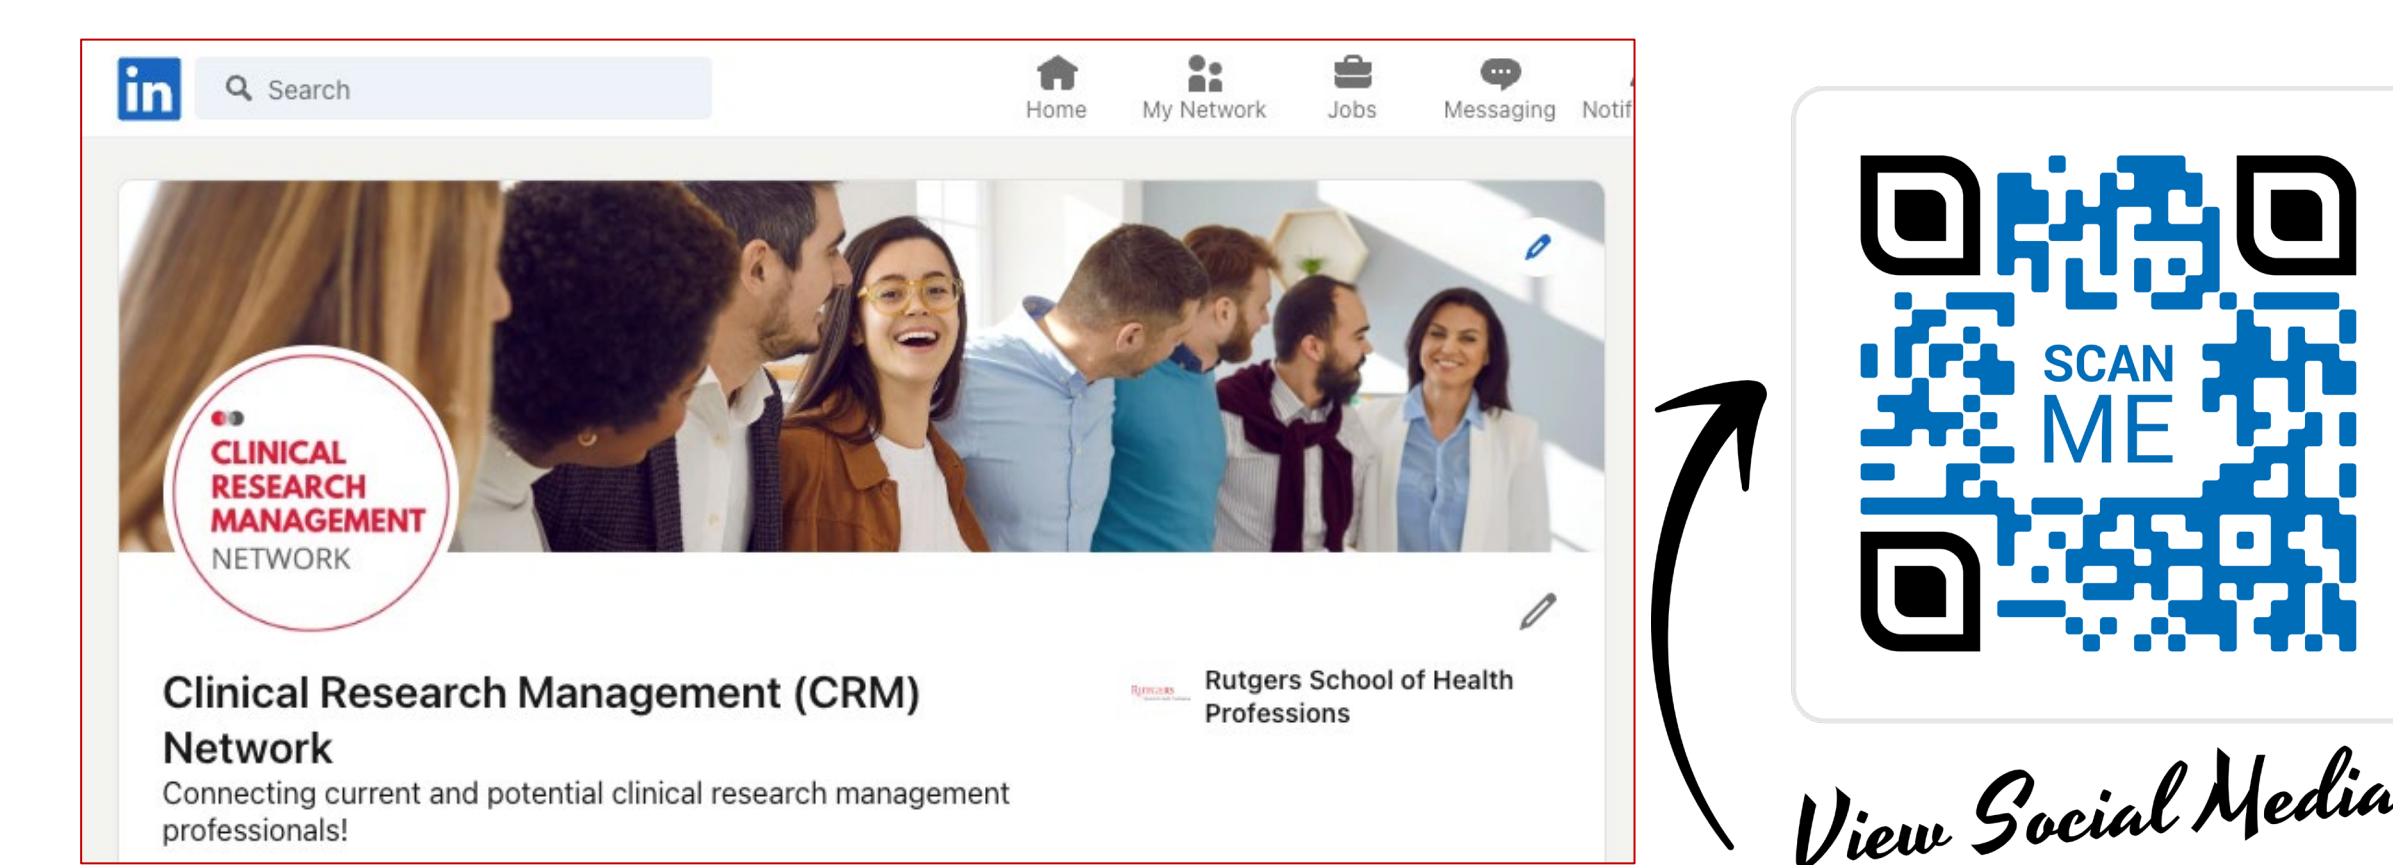 in
Search
Home
My Network
Jobs
Messaging
Notif
CLINICAL
RESEARCH
MANAGEMENT
NETWORK
Clinical Research Management (CRM)
Network
Connecting current and potential clinical research management
professionals!
RUTGERS
Rutgers School of Health
Professions
SCAN
ME
View Social Media